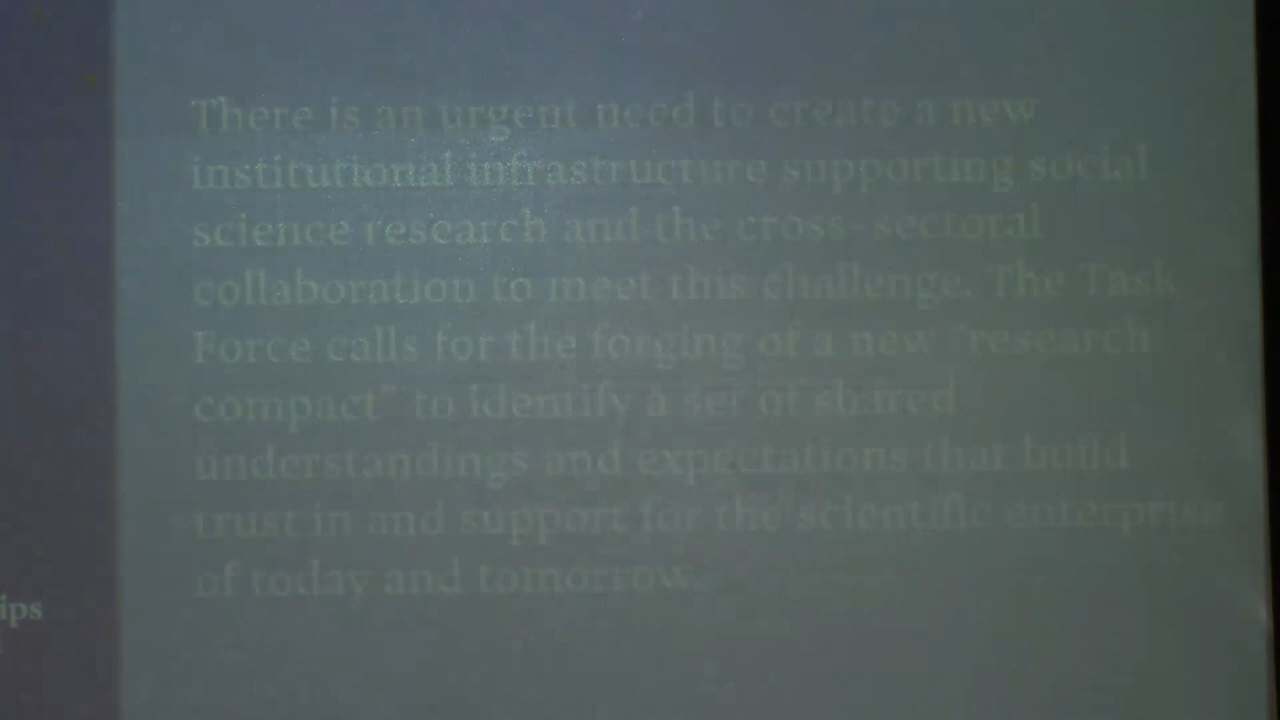 There is an urgent need to create a new
institutional infrastructure supporting social
science research and the cross-sectoral
collaboration to meet this challenge. The Task
Force calls for the forging of a new "research
compact" to identify a set of shared
understandings and expectations that build
trust in and support for the scientific enterprise
of today and tomorrow.
ips